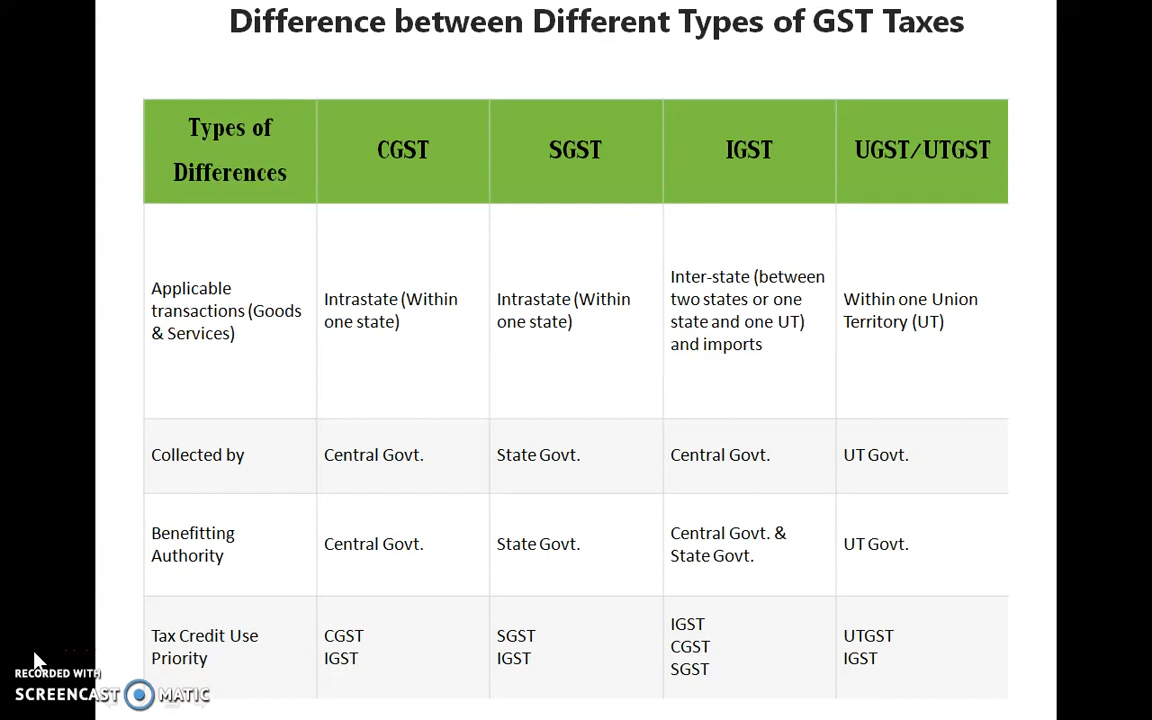 Difference between Different Types of GST Taxes
Types of
Differences
CGST
SGST
IGST
UGST/UTGST
Applicable
transactions (Goods
& Services)
Intrastate (Within
one state)
Intrastate (Within
one state)
Inter-state (between
two states or one
state and one UT)
and imports
Within one Union
Territory (UT)
Collected by
Central Govt.
State Govt.
Central Govt.
UT Govt.
Benefitting
Authority
Central Govt.
State Govt.
Central Govt. &
State Govt.
UT Govt.
Tax Credit Use
Priority
CGST
IGST
SGST
IGST
IGST
CGST
SGST
UTGST
IGST
RECORDED WITH
SCREENCAST MATIC